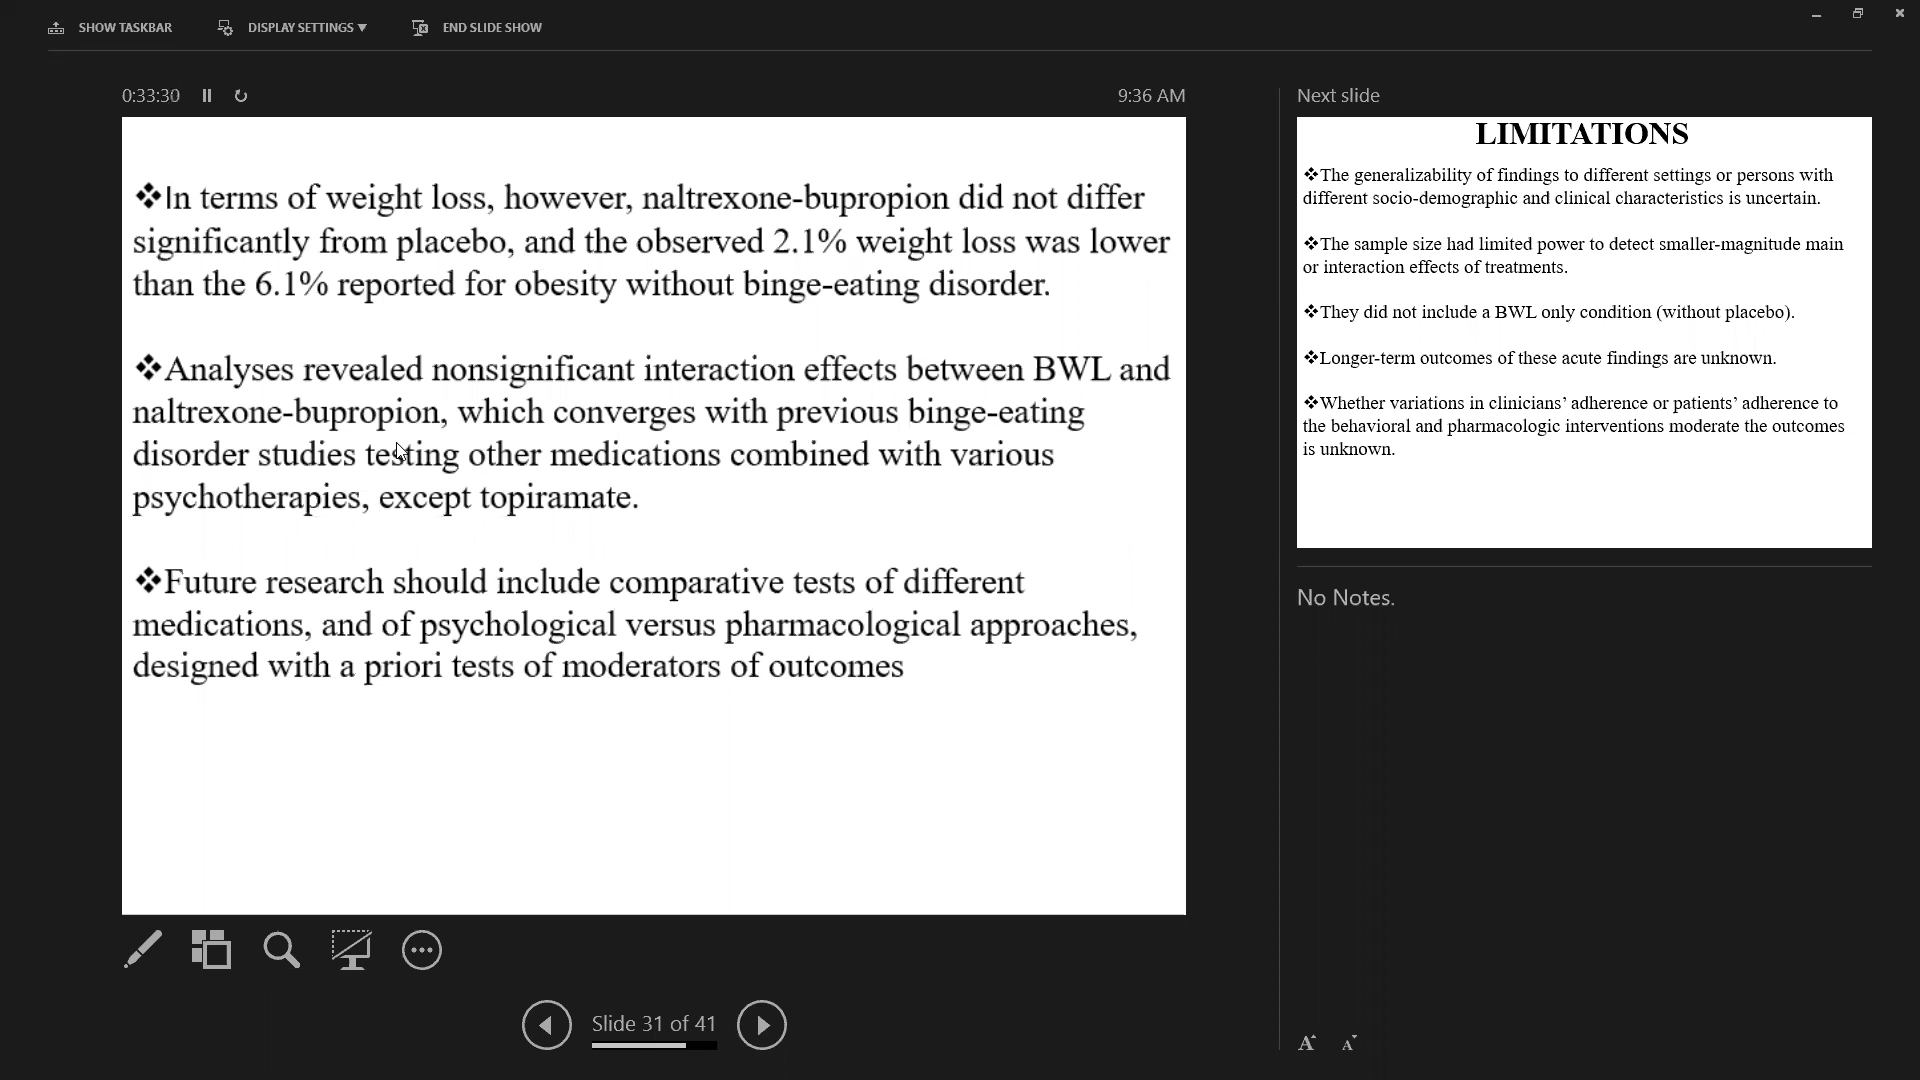 SHOW TASKBAR
DISPLAY SETTINGS ▼
END SLIDE SHOW
0:33:30
9:36 AM
❖In terms of weight loss, however, naltrexone-bupropion did not differ
significantly from placebo, and the observed 2.1% weight loss was lower
than the 6.1% reported for obesity without binge-eating disorder.
❖Analyses revealed nonsignificant interaction effects between BWL and
naltrexone-bupropion, which converges with previous binge-eating
disorder studies testing other medications combined with various
psychotherapies, except topiramate.
❖Future research should include comparative tests of different
medications, and of psychological versus pharmacological approaches,
designed with a priori tests of moderators of outcomes
Slide 31 of 41
Next slide
LIMITATIONS
❖The generalizability of findings to different settings or persons with
different socio-demographic and clinical characteristics is uncertain.
❖The sample size had limited power to detect smaller-magnitude main
or interaction effects of treatments.
❖They did not include a BWL only condition (without placebo).
❖Longer-term outcomes of these acute findings are unknown.
❖Whether variations in clinicians’ adherence or patients’ adherence to
the behavioral and pharmacologic interventions moderate the outcomes
is unknown.
No Notes.
A A